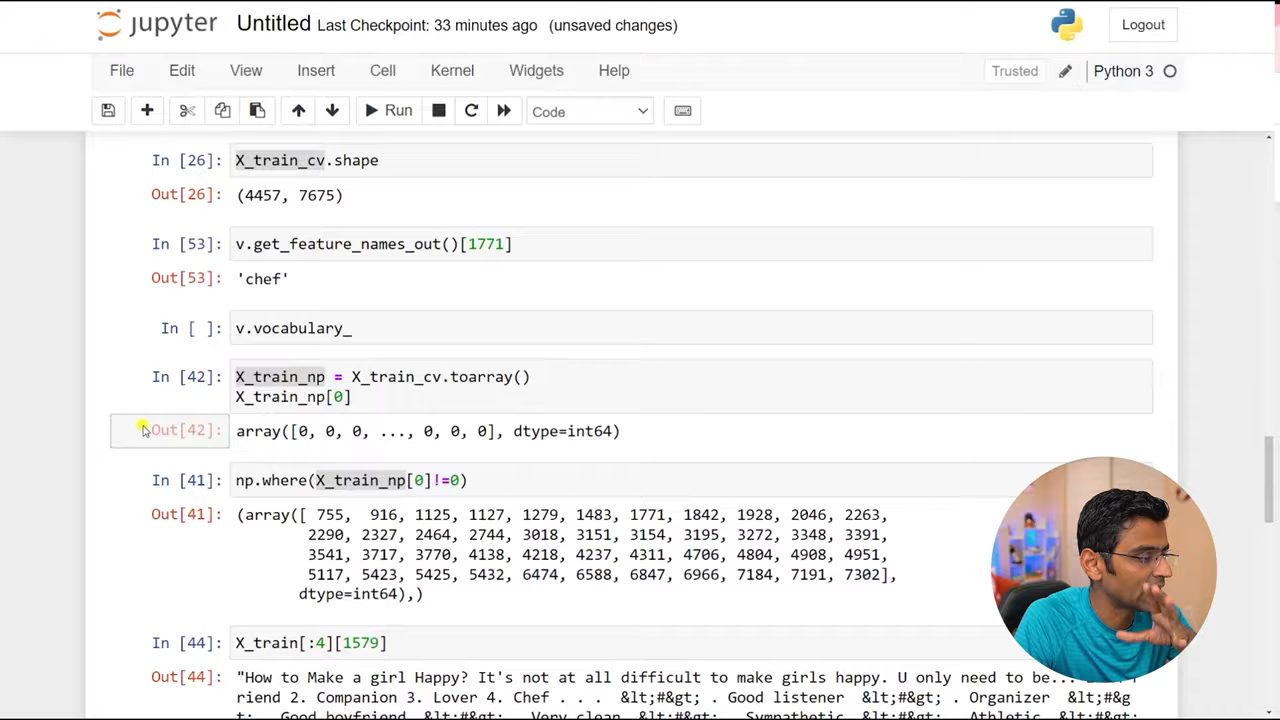 jupyter Untitled Last Checkpoint: 33 minutes ago (unsaved changes) Logout
File Edit View Insert Cell Kernel Widgets Help Trusted Python 3
Run Code
In [26]: X_train_cv.shape
Out[26]: (4457, 7675)
In [53]: v.get_feature_names_out()[1771]
Out[53]: 'chef'
In [ ]: v.vocabulary_
In [42]: X_train_np = X_train_cv.toarray()
X_train_np[0]
Out[42]: array([0, 0, 0, ..., 0, 0, 0], dtype=int64)
In [41]: np.where(X_train_np[0]!=0)
Out[41]: (array([ 755, 916, 1125, 1127, 1279, 1483, 1771, 1842, 1928, 2046, 2263,
2290, 2327, 2464, 2744, 3018, 3151, 3154, 3195, 3272, 3348, 3391,
3541, 3717, 3770, 4138, 4218, 4237, 4311, 4706, 4804, 4908, 4951,
5117, 5423, 5425, 5432, 6474, 6588, 6847, 6966, 7184, 7191, 7302],
dtype=int64),)
In [44]: X_train[:4][1579]
Out[44]: "How to Make a girl Happy? It's not at all difficult to make girls happy. U only need to be...
riend 2. Companion 3. Lover 4. Chef . . . &lt;#&gt; . Good listener &lt;#&gt; . Organizer &lt;#&g